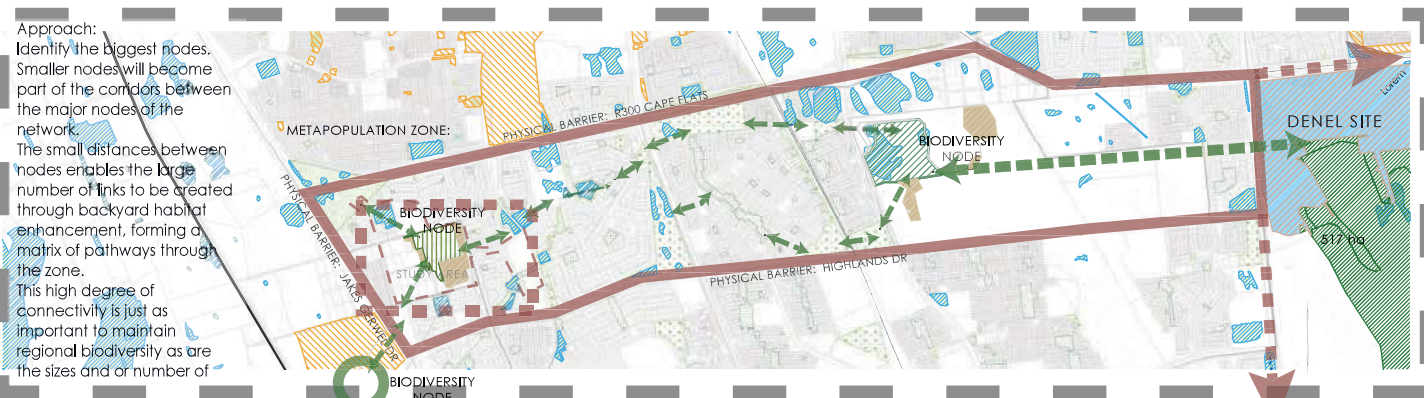 Approach:
Identify the biggest nodes.
Smaller nodes will become
part of the corridors between
the major nodes of the
network.
The small distances between
nodes enables the large
number of links to be created
through backyard habitat
enhancement, forming a
matrix of pathways through
the zone.
This high degree of
connectivity is just as
important to maintain
regional biodiversity as are
the sizes and or number of
METAPOPULATION ZONE:
PHYSICAL BARRIER: R300 CAPE FLATS
PHYSICAL BARRIER: JAKES GERWEL DR
BIODIVERSITY
NODE
STUDY AREA
BIODIVERSITY
NODE
PHYSICAL BARRIER: HIGHLANDS DR
BIODIVERSITY
NODE
DENEL SITE
Lorem
517 ha